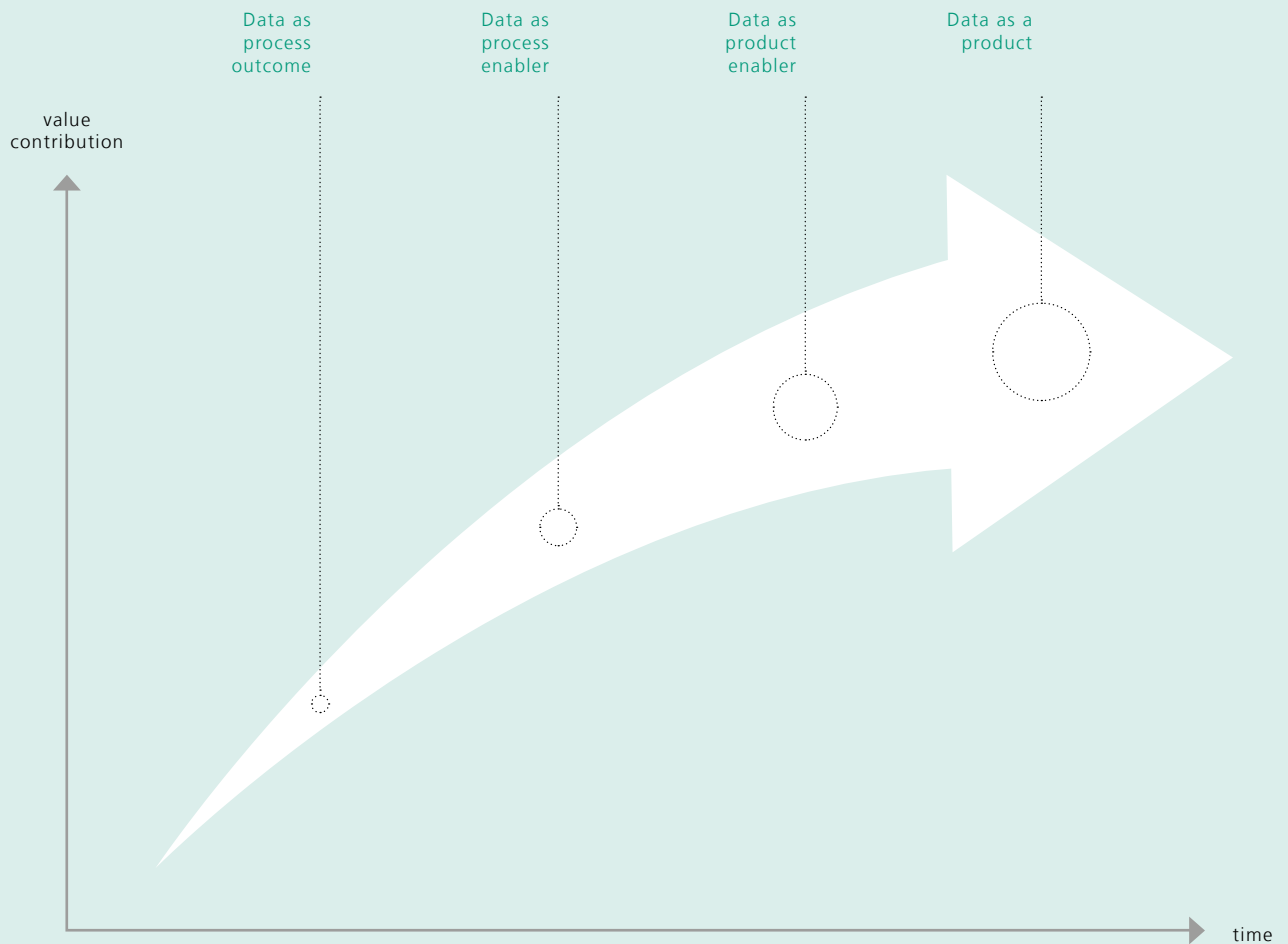 Data as
process
outcome
Data as
process
enabler
Data as
product
enabler
Data as a
product
value
contribution
time